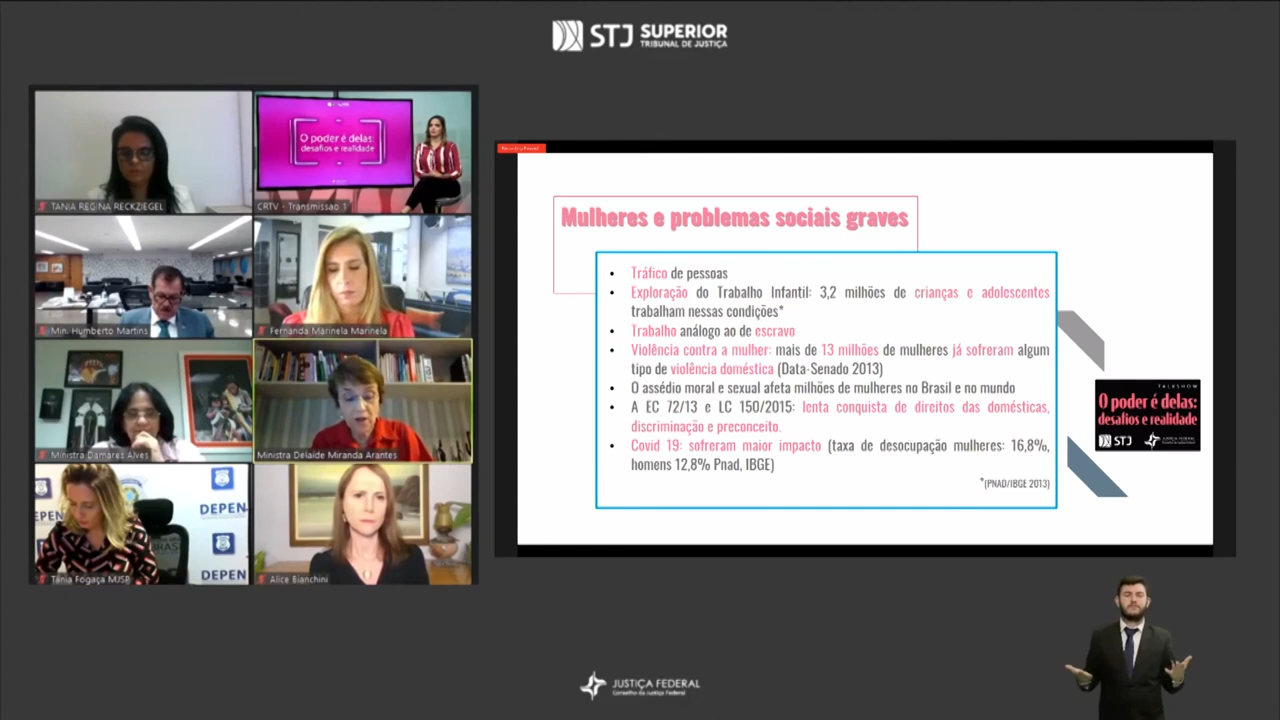 STJ SUPERIOR
TRIBUNAL DE JUSTIÇA
TANIA REGINA RECKZIEGEL
O poder é delas:
desafios e realidade
CRTV - Transmissao 1
Min. Humberto Martins
Fernanda Marinela Marinela
Ministra Damares Alves
Ministra Delaíde Miranda Arantes
DEPEN
DEPEN
DEPEN
DEPEN
Tânia Fogaça MJSP
Alice Bianchini
Mulheres e problemas sociais graves
• Tráfico de pessoas
• Exploração do Trabalho Infantil: 3,2 milhões de crianças e adolescentes
trabalham nessas condições*
• Trabalho análogo ao de escravo
• Violência contra a mulher: mais de 13 milhões de mulheres já sofreram algum
tipo de violência doméstica (Data-Senado 2013)
• O assédio moral e sexual afeta milhões de mulheres no Brasil e no mundo
• A EC 72/13 e LC 150/2015: lenta conquista de direitos das domésticas,
discriminação e preconceito.
• Covid 19: sofreram maior impacto (taxa de desocupação mulheres: 16,8%,
homens 12,8% Pnad, IBGE)
*(PNAD/IBGE 2013)
TALKSHOW
O poder é delas:
desafios e realidade
STJ JUSTIÇA FEDERAL
JUSTIÇA FEDERAL
Conselho da Justiça Federal